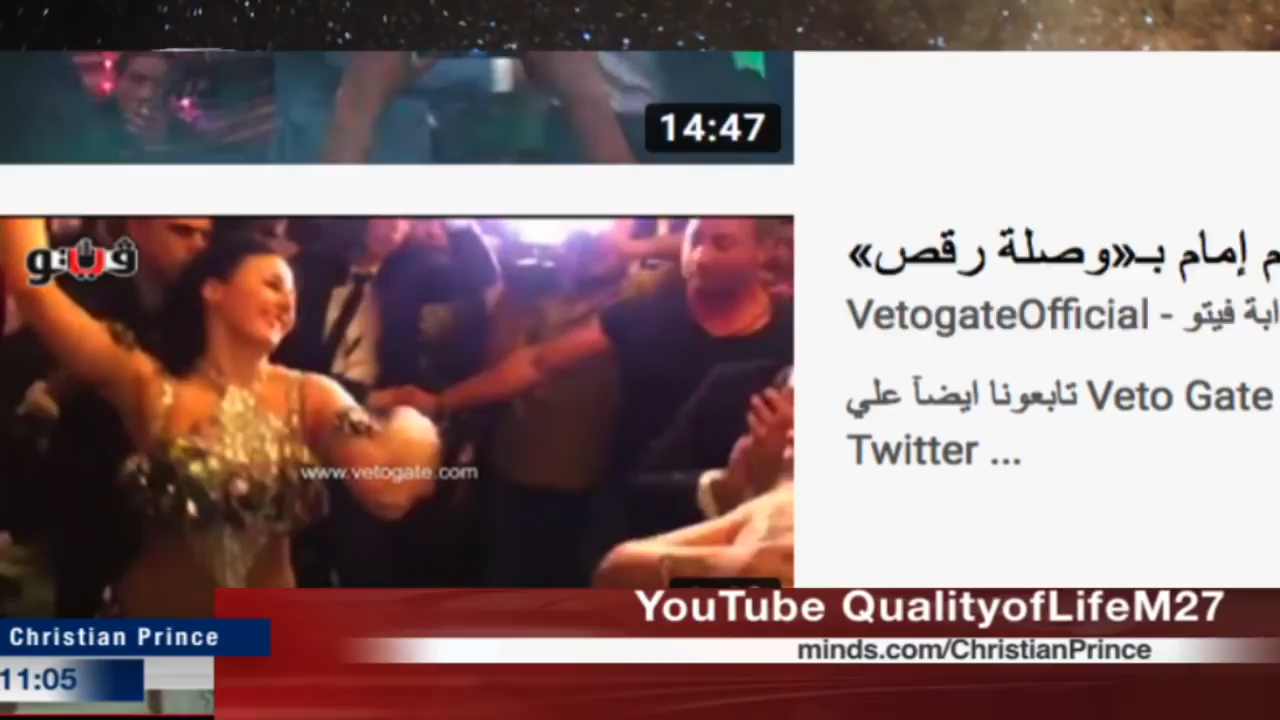 14:47
فيتو
م إمام بـ«وصلة رقص»
VetogateOfficial - ابة فيتو
تابعونا ايضآ علي Veto Gate
Twitter ...
www.vetogate.com
YouTube QualityofLifeM27
Christian Prince
minds.com/ChristianPrince
11:05